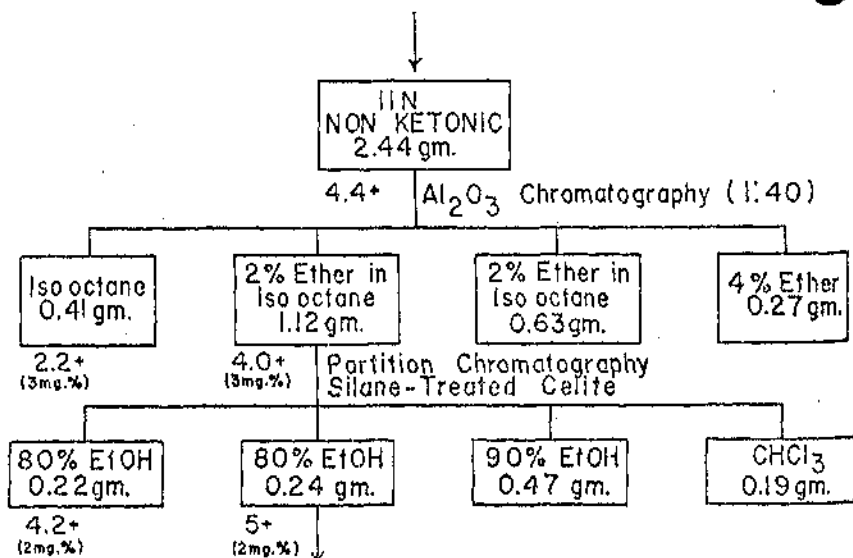 11N
NON KETONIC
2.44 gm.
4.4+
Al2O3 Chromatography (1:40)
Iso octane
0.41 gm.
2% Ether in
Iso octane
1.12 gm.
2% Ether in
Iso octane
0.63 gm.
4% Ether
0.27 gm.
2.2+
(3mg.%)
4.0+
(3mg.%)
Partition Chromatography
Silane-Treated Celite
80% EtOH
0.22 gm.
80% EtOH
0.24 gm.
90% EtOH
0.47 gm.
CHCl3
0.19 gm.
4.2+
(2mg.%)
5+
(2mg.%)